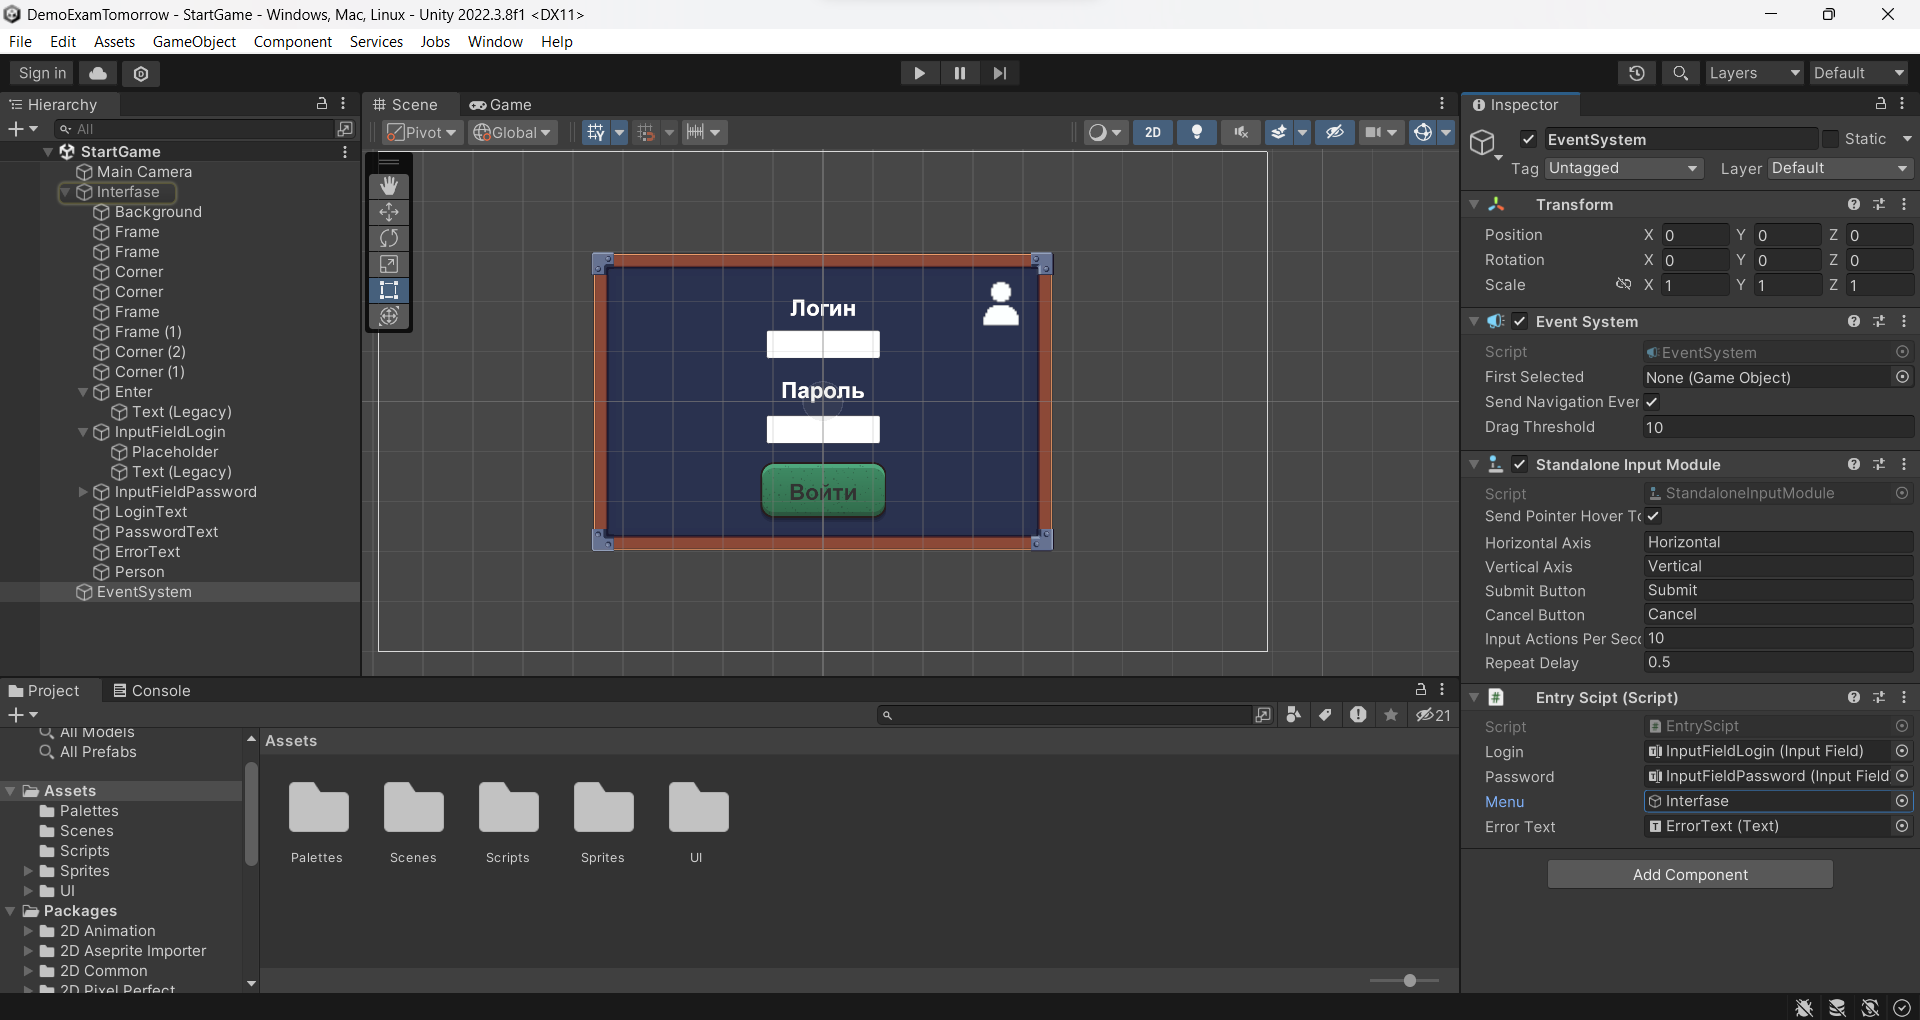 DemoExamTomorrow - StartGame - Windows, Mac, Linux - Unity 2022.3.8f1 <DX11>
File Edit Assets GameObject Component Services Jobs Window Help
Sign in
Layers
Default
Hierarchy
All
StartGame
Main Camera
Interfase
Background
Frame
Frame
Corner
Corner
Frame
Frame (1)
Corner (2)
Corner (1)
Enter
Text (Legacy)
InputFieldLogin
Placeholder
Text (Legacy)
InputFieldPassword
LoginText
PasswordText
ErrorText
Person
EventSystem
Scene
Game
Pivot
Global
2D
Логин
Пароль
Войти
Inspector
EventSystem
Static
Tag Untagged
Layer Default
Transform
Position X 0 Y 0 Z 0
Rotation X 0 Y 0 Z 0
Scale X 1 Y 1 Z 1
Event System
Script EventSystem
First Selected None (Game Object)
Send Navigation Ever
Drag Threshold 10
Standalone Input Module
Script StandaloneInputModule
Send Pointer Hover To
Horizontal Axis Horizontal
Vertical Axis Vertical
Submit Button Submit
Cancel Button Cancel
Input Actions Per Seco 10
Repeat Delay 0.5
Entry Scipt (Script)
Script EntryScipt
Login InputFieldLogin (Input Field)
Password InputFieldPassword (Input Field
Menu Interfase
Error Text ErrorText (Text)
Add Component
Project
Console
21
All Models
All Prefabs
Assets
Palettes
Scenes
Scripts
Sprites
UI
Packages
2D Animation
2D Aseprite Importer
2D Common
2D Pixel Perfect
Assets
Palettes
Scenes
Scripts
Sprites
UI